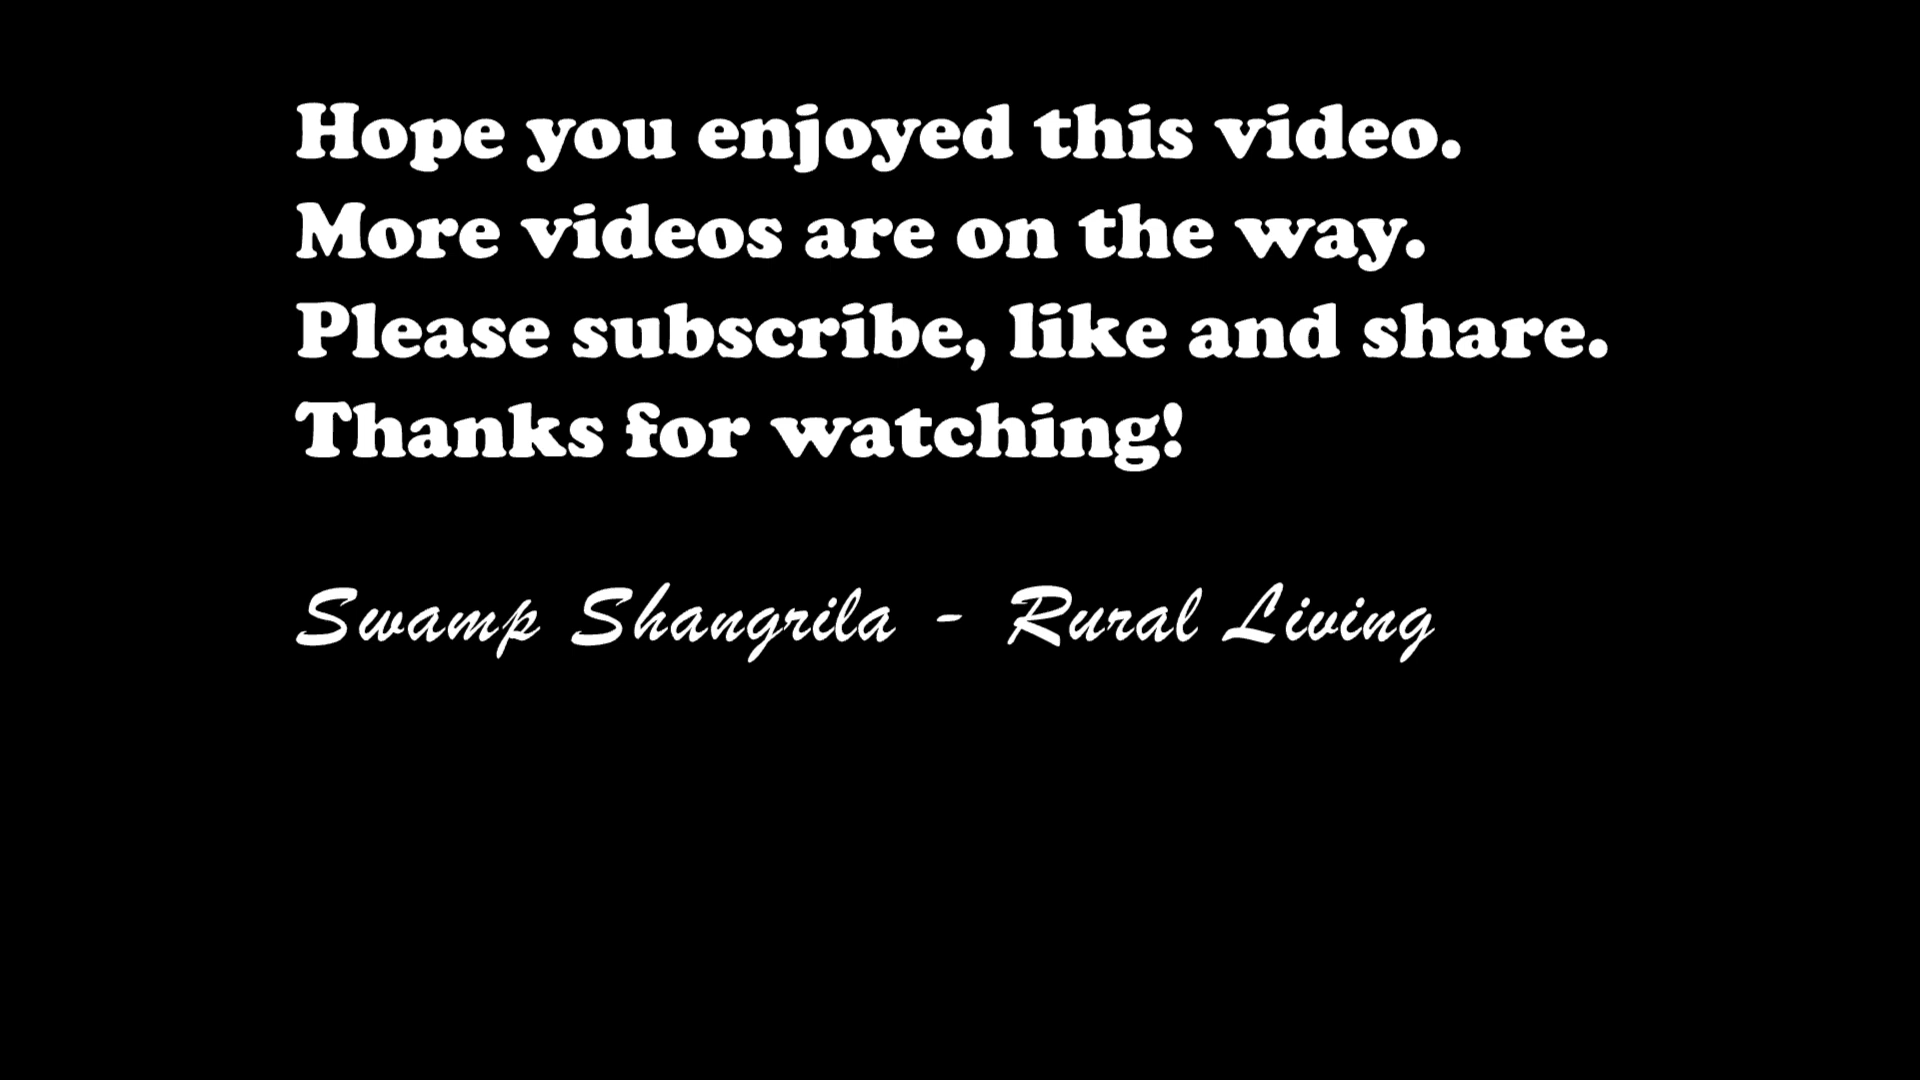 Hope you enjoyed this video.
More videos are on the way.
Please subscribe, like and share.
Thanks for watching!
Swamp Shangrila - Rural Living